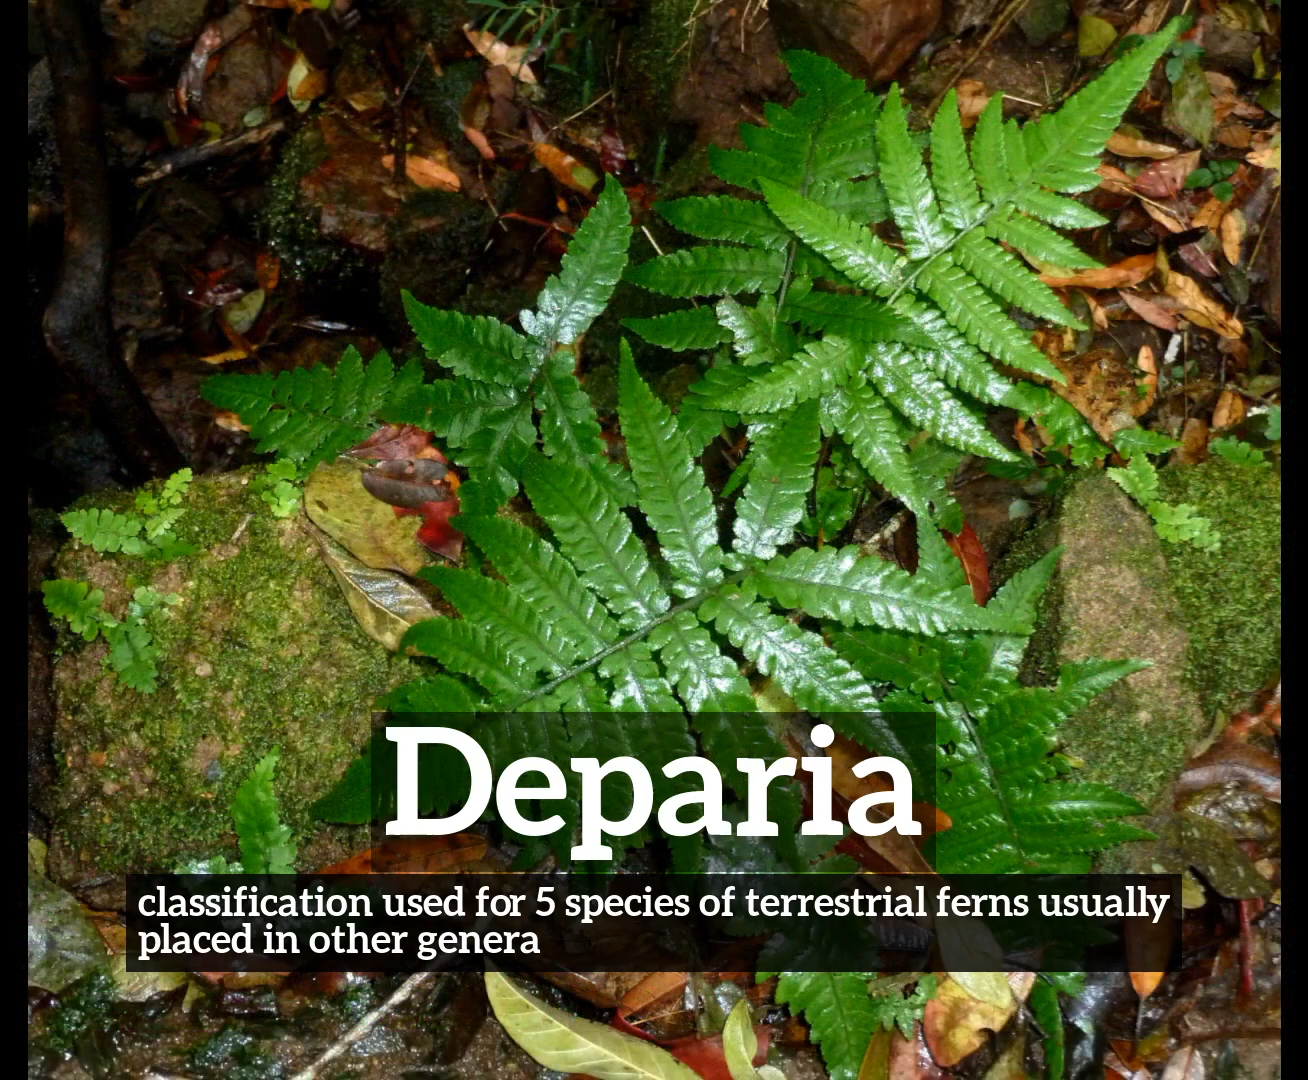 Deparia
classification used for 5 species of terrestrial ferns usually
placed in other genera